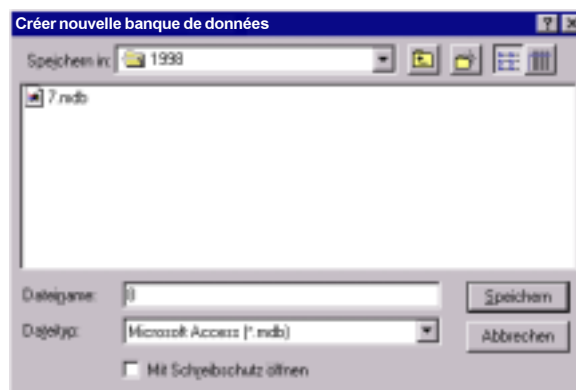 Créer nouvelle banque de données
Speichern in: 1998
7.mdb
Dateiname: 8
Speichern
Dateityp: Microsoft Access (*.mdb)
Abbrechen
Mit Schreibschutz öffnen